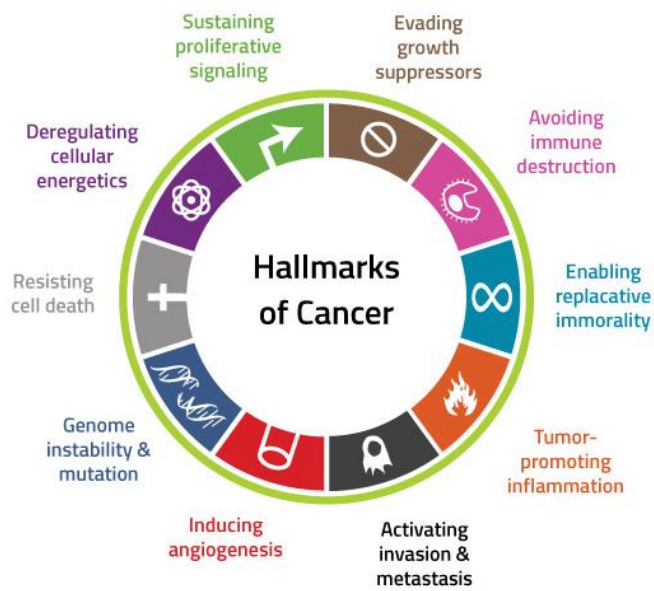 Sustaining
proliferative
signaling
Evading
growth
suppressors
Avoiding
immune
destruction
Enabling
replacative
immorality
Tumor-
promoting
inflammation
Activating
invasion &
metastasis
Inducing
angiogenesis
Genome
instability &
mutation
Resisting
cell death
Deregulating
cellular
energetics
Hallmarks
of Cancer